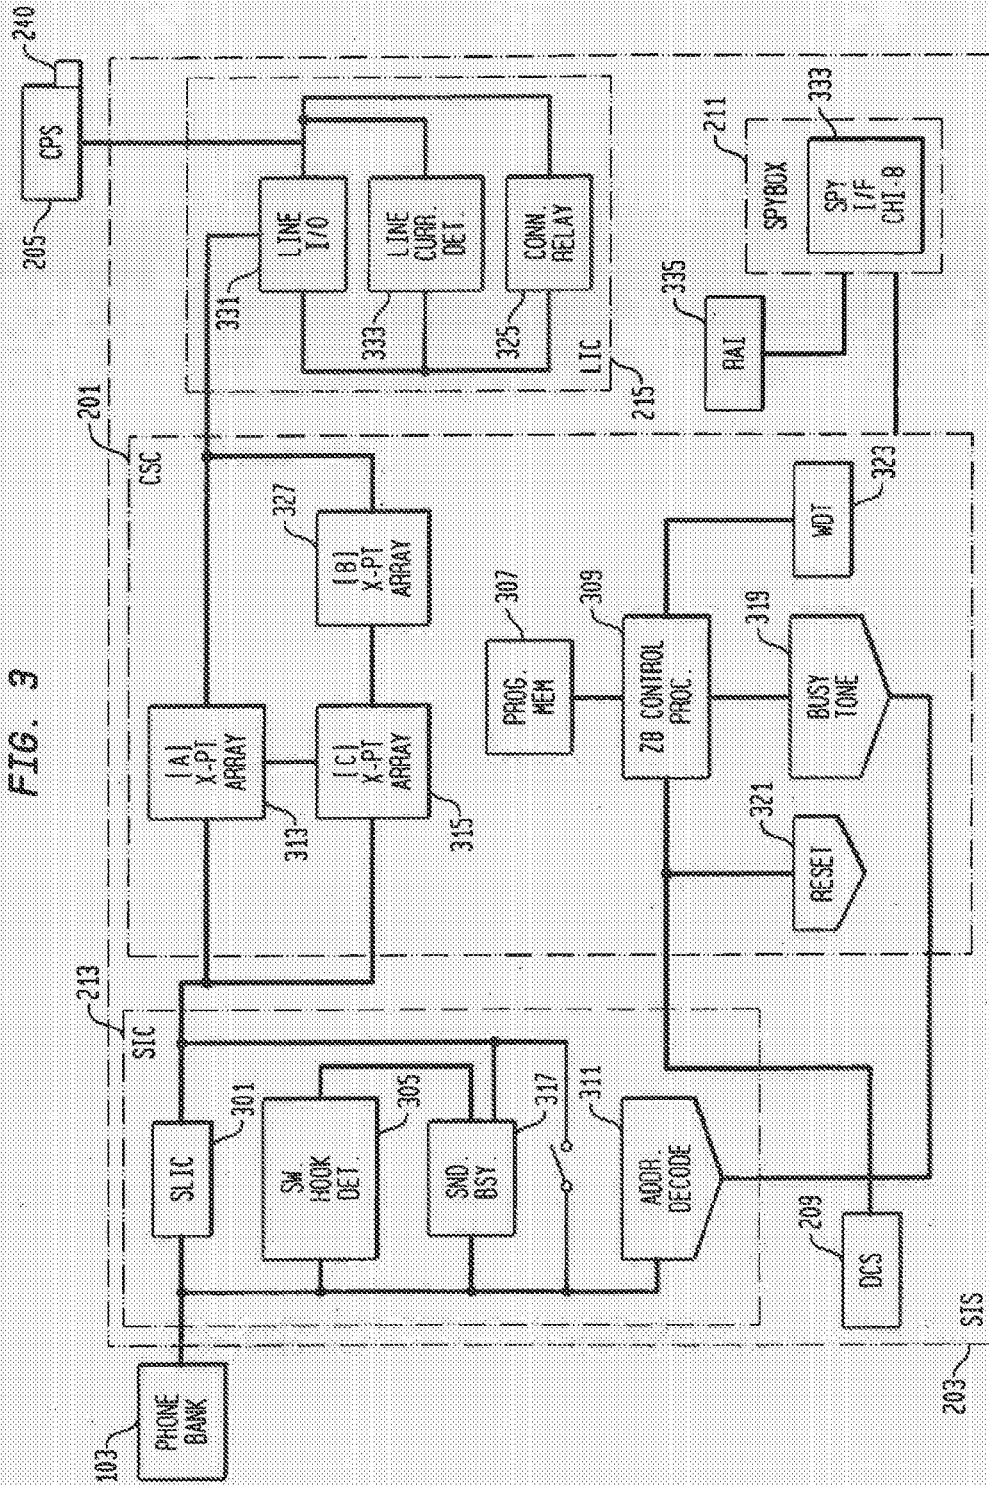 FIG. 3
103
PHONE
BANK
203
SIS
213
SIC
SLIC
301
SW.
HOOK
DET.
305
SND.
BSY.
317
ADDR.
DECODE
311
DCS
209
201
CSC
[A]
X-PT
ARRAY
313
[B]
X-PT
ARRAY
327
[C]
X-PT
ARRAY
315
PROG.
MEM
307
Z8 CONTROL
PROC.
309
WDT
323
RESET
321
BUSY
TONE
319
LIC
215
LINE
I/O
331
LINE
CURR.
DET.
333
CONN.
RELAY
325
CPS
205
240
RAI
335
SPYBOX
211
SPY
I/F
CHI-8
333